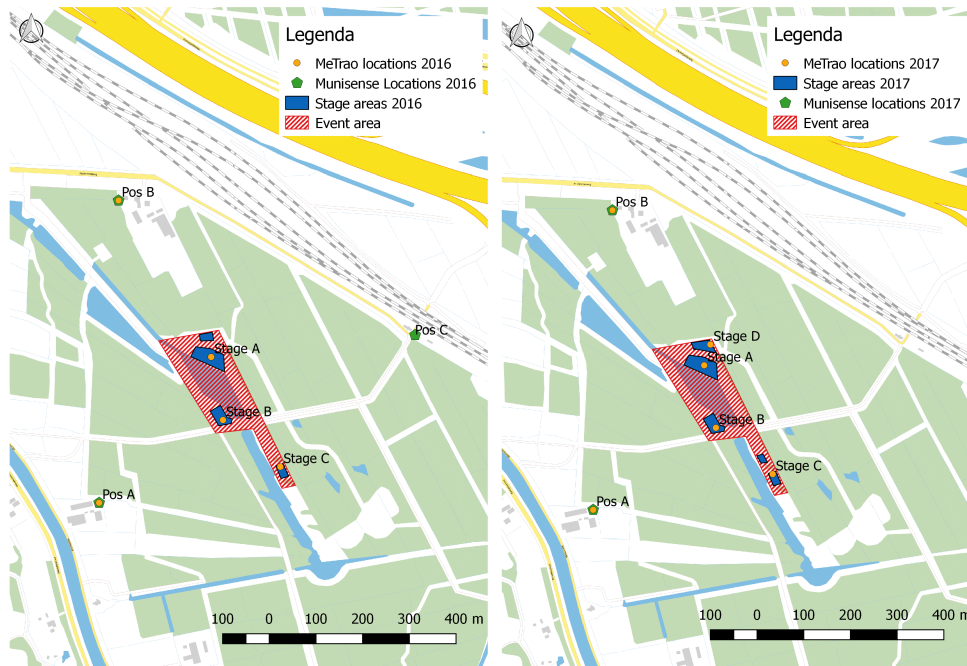 Legenda
MeTrao locations 2016
Munisense Locations 2016
Stage areas 2016
Event area
Pos B
Pos C
Stage A
Stage B
Stage C
Pos A
100 0 100 200 300 400 m
Legenda
MeTrao locations 2017
Stage areas 2017
Munisense locations 2017
Event area
Pos B
Stage D
Stage A
Stage B
Stage C
Pos A
100 0 100 200 300 400 m